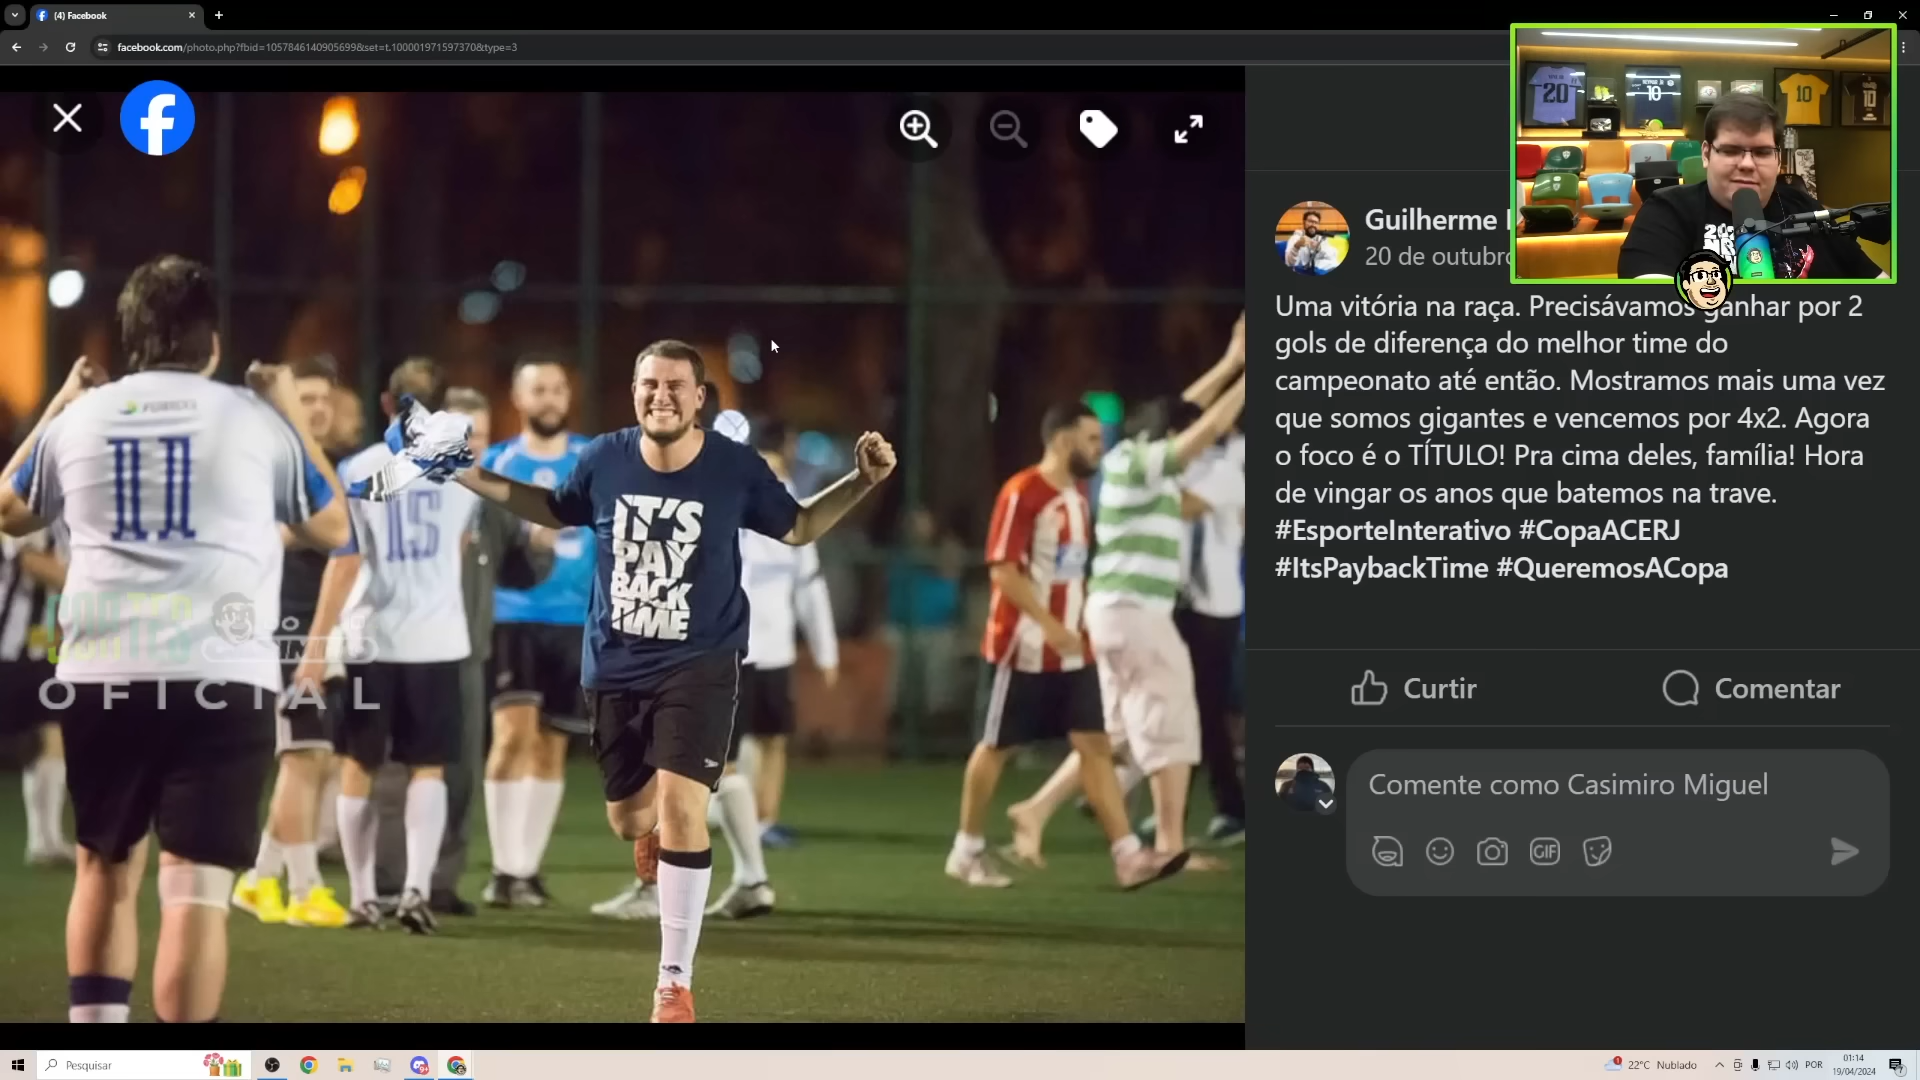 (4) Facebook
facebook.com/photo.php?fbid=1057846140905699&set=t.100001971597370&type=3
20
10
10
10
Guilherme
20 de outubro
Uma vitória na raça. Precisávamos ganhar por 2
gols de diferença do melhor time do
campeonato até então. Mostramos mais uma vez
que somos gigantes e vencemos por 4x2. Agora
o foco é o TÍTULO! Pra cima deles, família! Hora
de vingar os anos que batemos na trave.
#EsporteInterativo #CopaACERJ
#ItsPaybackTime #QueremosACopa
11
15
IT'S
PAY
BACK
TIME
CORTES
DO
OFICIAL
Curtir
Comentar
Comente como Casimiro Miguel
GIF
Pesquisar
22°C Nublado
POR
01:14
19/04/2024